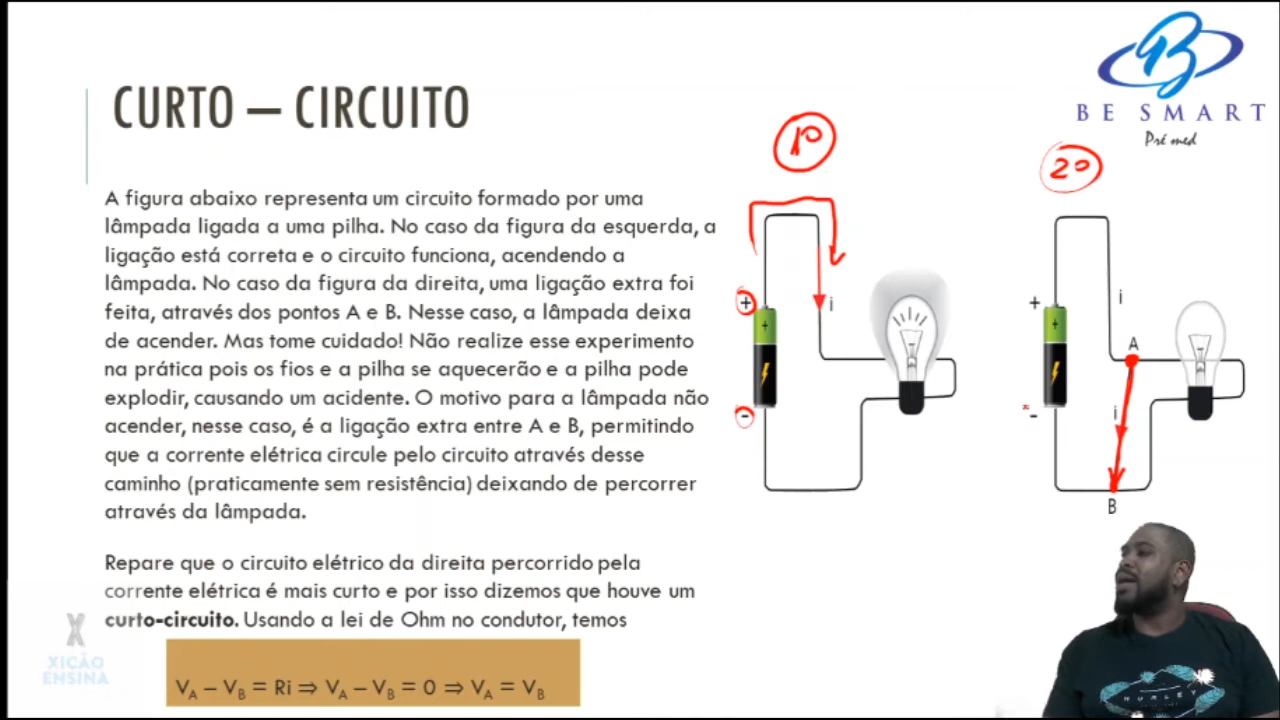 CURTO – CIRCUITO
BE SMART
Pré med
A figura abaixo representa um circuito formado por uma
lâmpada ligada a uma pilha. No caso da figura da esquerda, a
ligação está correta e o circuito funciona, acendendo a
lâmpada. No caso da figura da direita, uma ligação extra foi
feita, através dos pontos A e B. Nesse caso, a lâmpada deixa
de acender. Mas tome cuidado! Não realize esse experimento
na prática pois os fios e a pilha se aquecerão e a pilha pode
explodir, causando um acidente. O motivo para a lâmpada não
acender, nesse caso, é a ligação extra entre A e B, permitindo
que a corrente elétrica circule pelo circuito através desse
caminho (praticamente sem resistência) deixando de percorrer
através da lâmpada.
Repare que o circuito elétrico da direita percorrido pela
corrente elétrica é mais curto e por isso dizemos que houve um
curto-circuito. Usando a lei de Ohm no condutor, temos
V_A – V_B = Ri ⇒ V_A – V_B = 0 ⇒ V_A = V_B
X
XICÃO
ENSINA
1º
+
+
i
-
2º
+
+
i
A
i
-
B
HURLEY